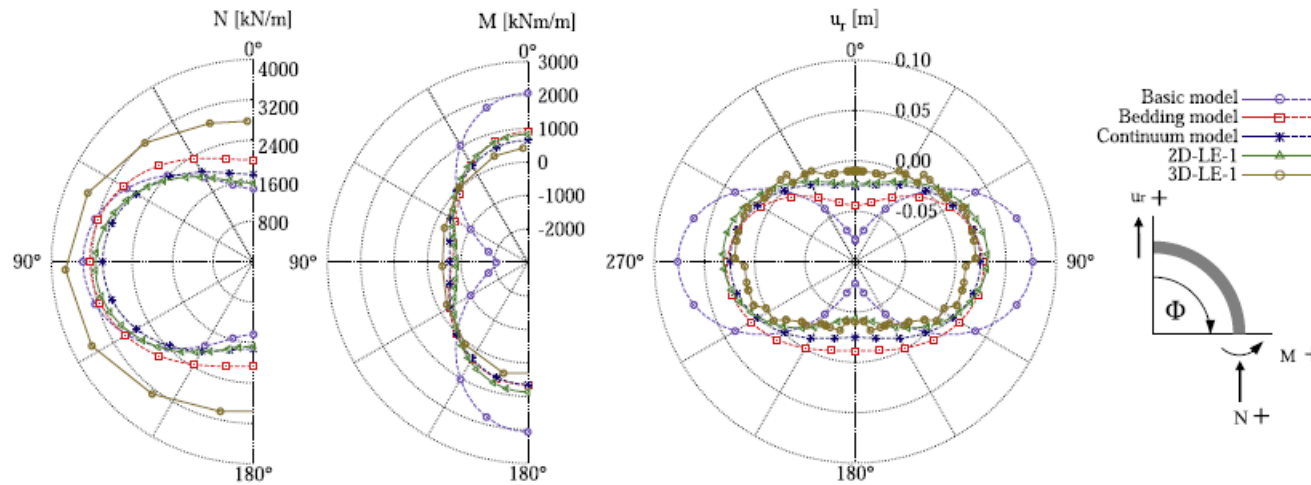 N [kN/m]
0°
4000
3200
2400
1600
800
90°
180°
M [kNm/m]
0°
3000
2000
1000
0
-1000
-2000
90°
180°
ur [m]
0°
0.10
0.05
0.00
-0.05
270°
90°
180°
Basic model
Bedding model
Continuum model
2D-LE-1
3D-LE-1
ur +
Φ
M +
N +